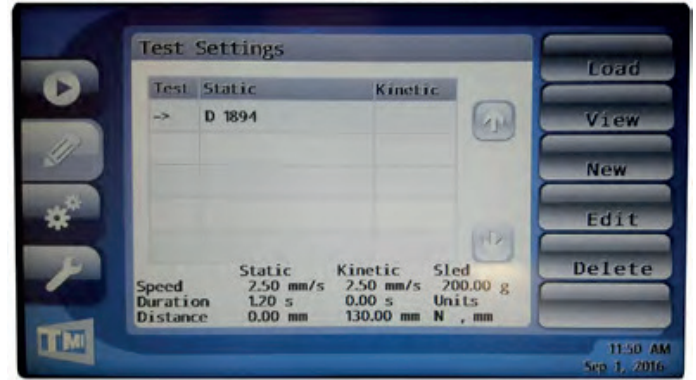 Test Settings
Test Static Kinetic
-> D 1894
Static Kinetic Sled
Speed 2.50 mm/s 2.50 mm/s 200.00 g
Duration 1.20 s 0.00 s Units
Distance 0.00 mm 130.00 mm N , mm
Load
View
New
Edit
Delete
TMI
11:50 AM
Sep 1, 2016